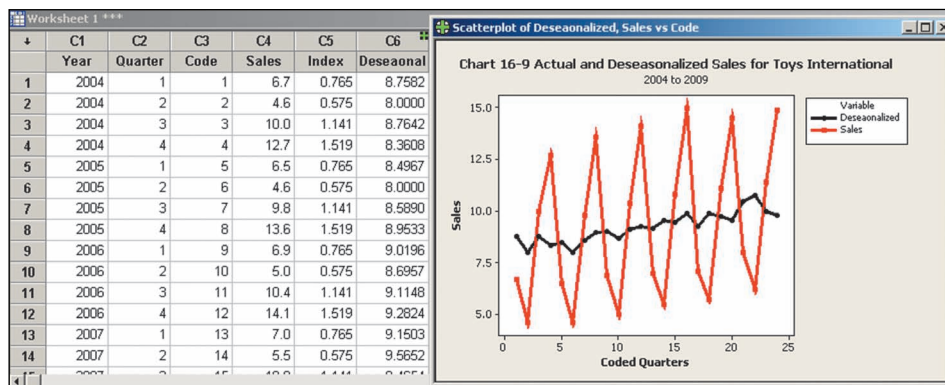 Worksheet 1 ***
↓ C1 C2 C3 C4 C5 C6
Year Quarter Code Sales Index Deseaonal
1 2004 1 1 6.7 0.765 8.7582
2 2004 2 2 4.6 0.575 8.0000
3 2004 3 3 10.0 1.141 8.7642
4 2004 4 4 12.7 1.519 8.3608
5 2005 1 5 6.5 0.765 8.4967
6 2005 2 6 4.6 0.575 8.0000
7 2005 3 7 9.8 1.141 8.5890
8 2005 4 8 13.6 1.519 8.9533
9 2006 1 9 6.9 0.765 9.0196
10 2006 2 10 5.0 0.575 8.6957
11 2006 3 11 10.4 1.141 9.1148
12 2006 4 12 14.1 1.519 9.2824
13 2007 1 13 7.0 0.765 9.1503
14 2007 2 14 5.5 0.575 9.5652
Scatterplot of Deseaonalized, Sales vs Code
Chart 16-9 Actual and Deseasonalized Sales for Toys International
2004 to 2009
Variable
Deseaonalized
Sales
Sales
15.0
12.5
10.0
7.5
5.0
0 5 10 15 20 25
Coded Quarters